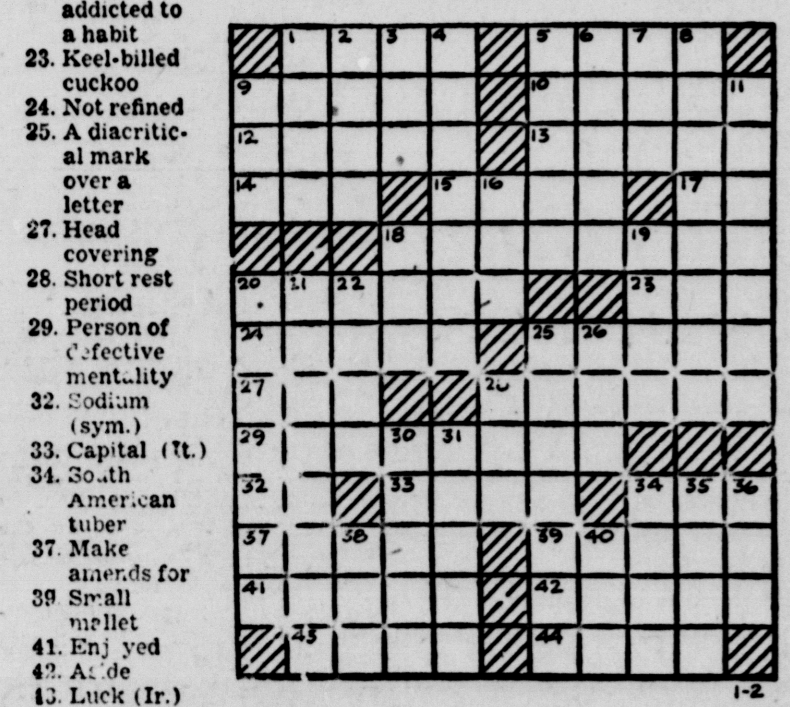 addicted to
a habit
23. Keel-billed
cuckoo
24. Not refined
25. A diacritic-
al mark
over a
letter
27. Head
covering
28. Short rest
period
29. Person of
defective
mentality
32. Sodium
(sym.)
33. Capital (It.)
34. South
American
tuber
37. Make
amends for
39. Small
mallet
41. Enjoyed
42. Aside
43. Luck (Ir.)
1 2 3 4 5 6 7 8
9 10 11
12 13
14 15 16 17
18 19
20 21 22 23
24 25 26
27 28
29 30 31
32 33 34 35 36
37 38 39 40
41 42
43 44
1-2